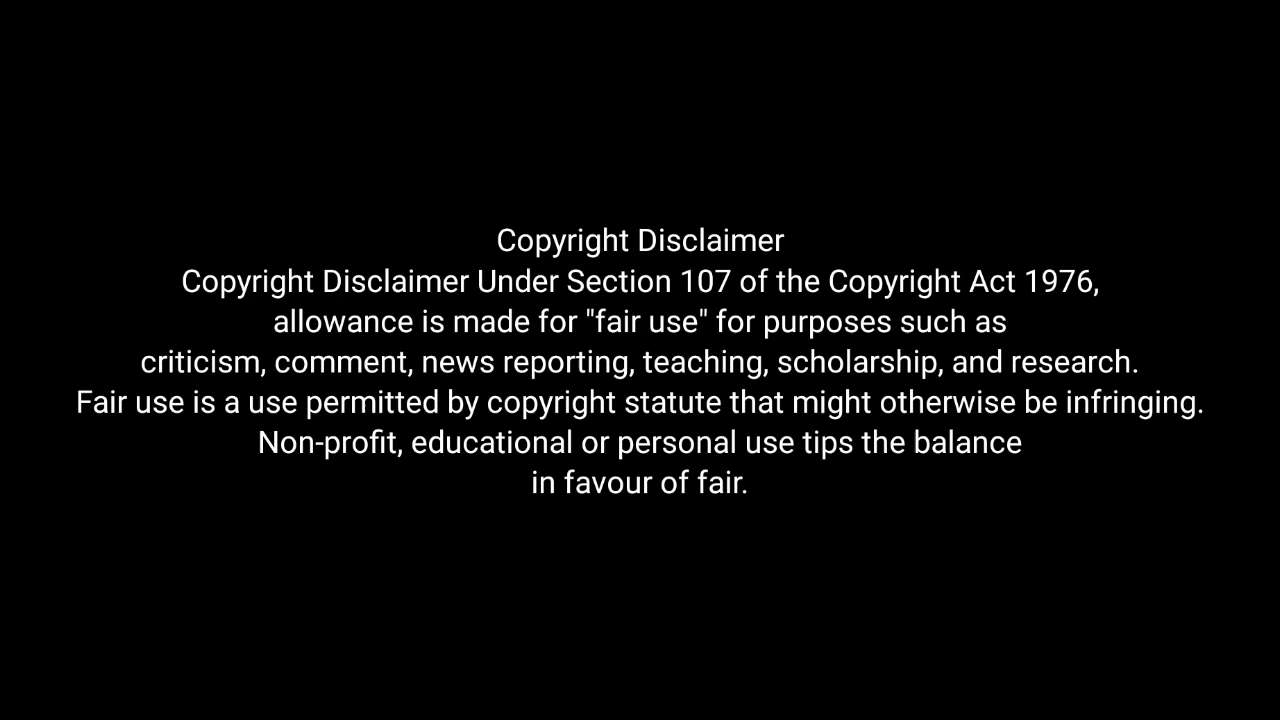 Copyright Disclaimer
Copyright Disclaimer Under Section 107 of the Copyright Act 1976,
allowance is made for "fair use" for purposes such as
criticism, comment, news reporting, teaching, scholarship, and research.
Fair use is a use permitted by copyright statute that might otherwise be infringing.
Non-profit, educational or personal use tips the balance
in favour of fair.